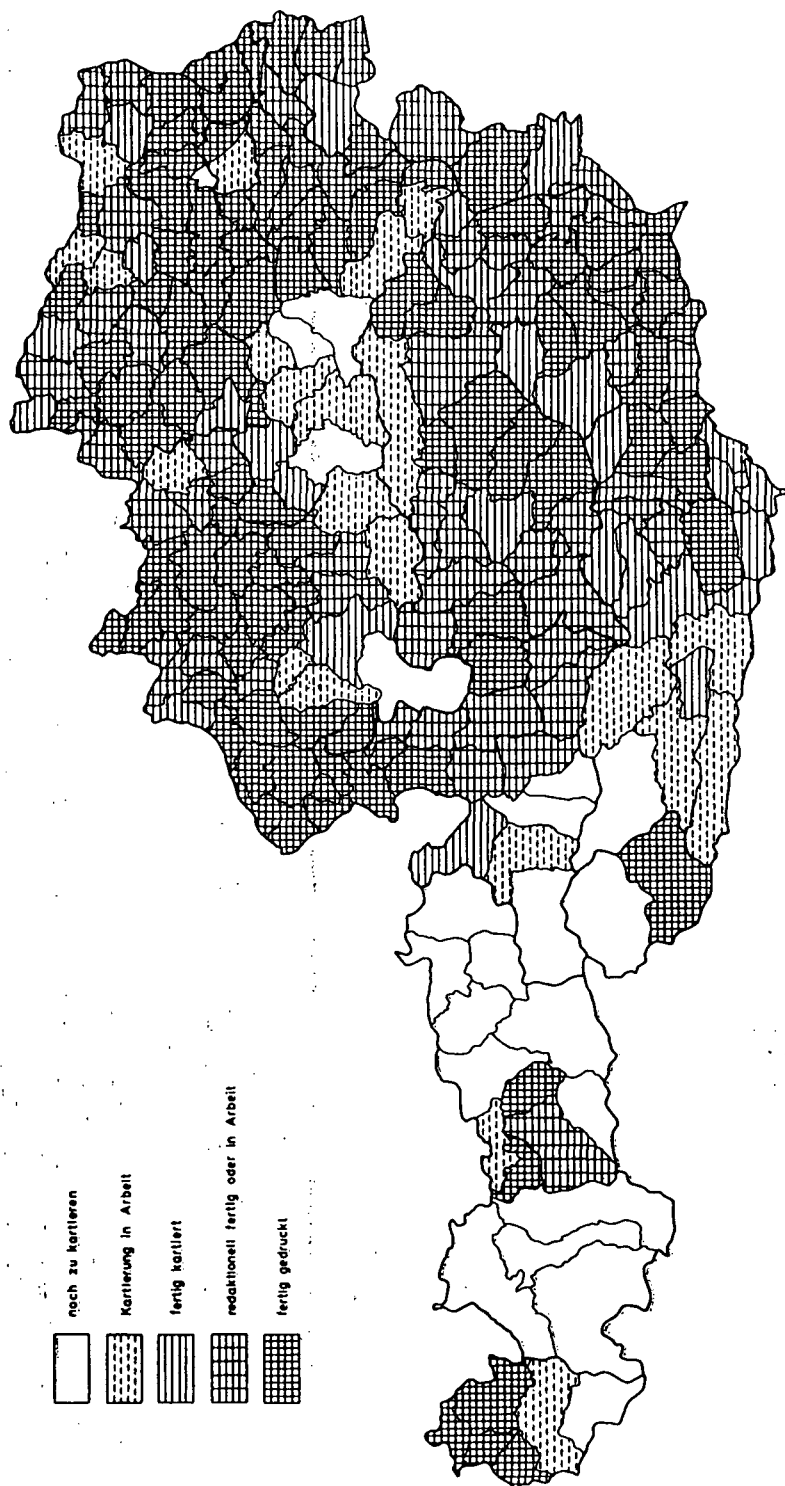 noch zu kartieren
Kartierung in Arbeit
fertig kartiert
redaktionell fertig oder in Arbeit
fertig gedruckt